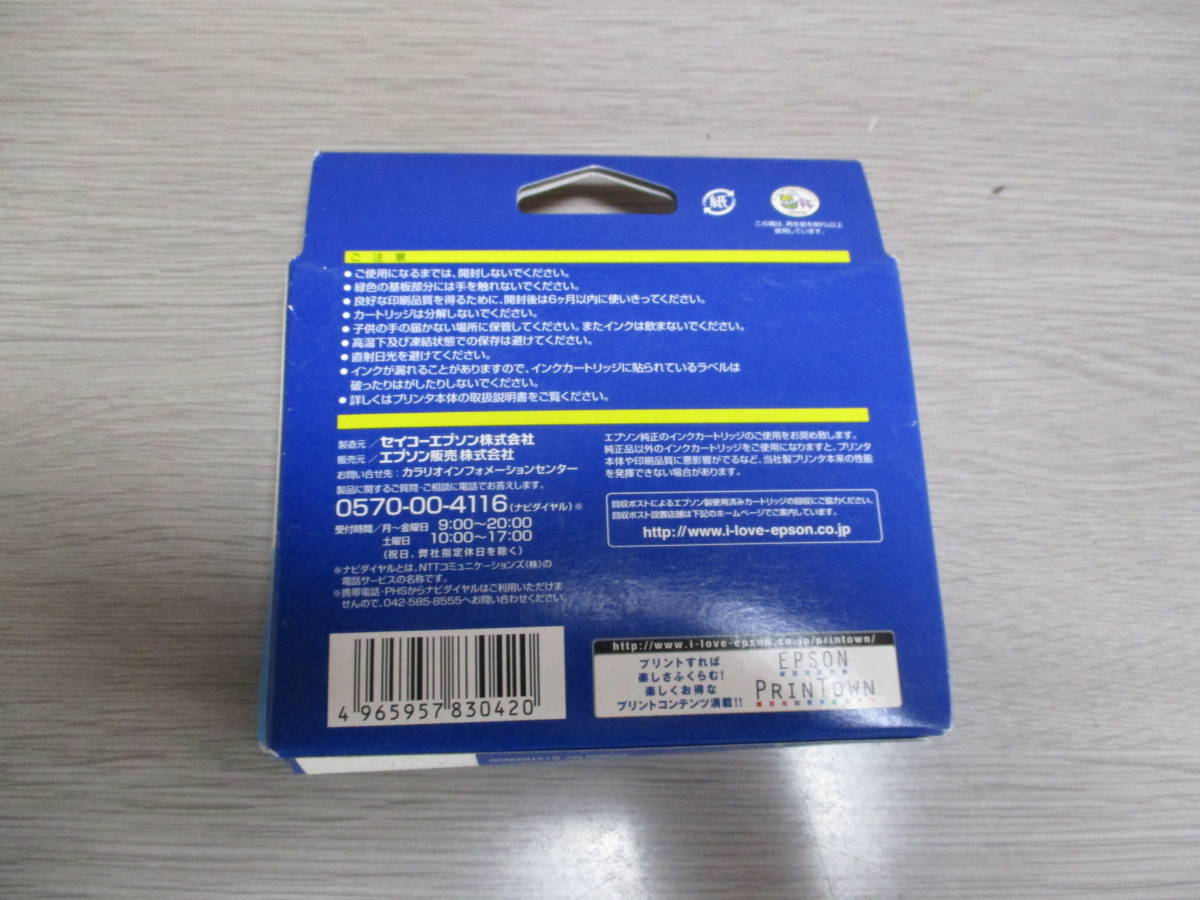 紙
この箱は、再生紙を80%以上
使用しています。
ご注意
● ご使用になるまでは、開封しないでください。
● 緑色の基板部分には手を触れないでください。
● 良好な印刷品質を得るために、開封後は6ヶ月以内に使いきってください。
● カートリッジは分解しないでください。
● 子供の手の届かない場所に保管してください。またインクは飲まないでください。
● 高温下及び凍結状態での保存は避けてください。
● 直射日光を避けてください。
● インクが漏れることがありますので、インクカートリッジに貼られているラベルは
破ったりはがしたりしないでください。
● 詳しくはプリンタ本体の取扱説明書をご覧ください。
製造元/セイコーエプソン株式会社
販売元/エプソン販売株式会社
お問い合せ先:カラリオインフォメーションセンター
製品に関するご質問・ご相談に電話でお答えします。
0570-00-4116(ナビダイヤル)※
受付時間/月〜金曜日 9:00〜20:00
土曜日 10:00〜17:00
(祝日、弊社指定休日を除く)
※ナビダイヤルとは、NTTコミュニケーションズ(株)の
電話サービスの名称です。
※携帯電話・PHSからナビダイヤルはご利用いただけま
せんので、042-585-8555へお問い合わせください。
エプソン純正のインクカートリッジのご使用をお奨め致します。
純正品以外のインクカートリッジをご使用になりますと、プリンタ
本体や印刷品質に悪影響がでるなど、当社製プリンタ本来の性能
を発揮できない場合があります。
回収ポストによるエプソン製使用済みカートリッジの回収にご協力ください。
回収ポスト設置店舗は下記のホームページでご案内しています。
http://www.i-love-epson.co.jp
4 965957 830420
http://www.i-love-epson.co.jp/printown/
プリントすれば
楽しさふくらむ!
楽しくお得な
プリントコンテンツ満載!!
EPSON
PRINTOWN